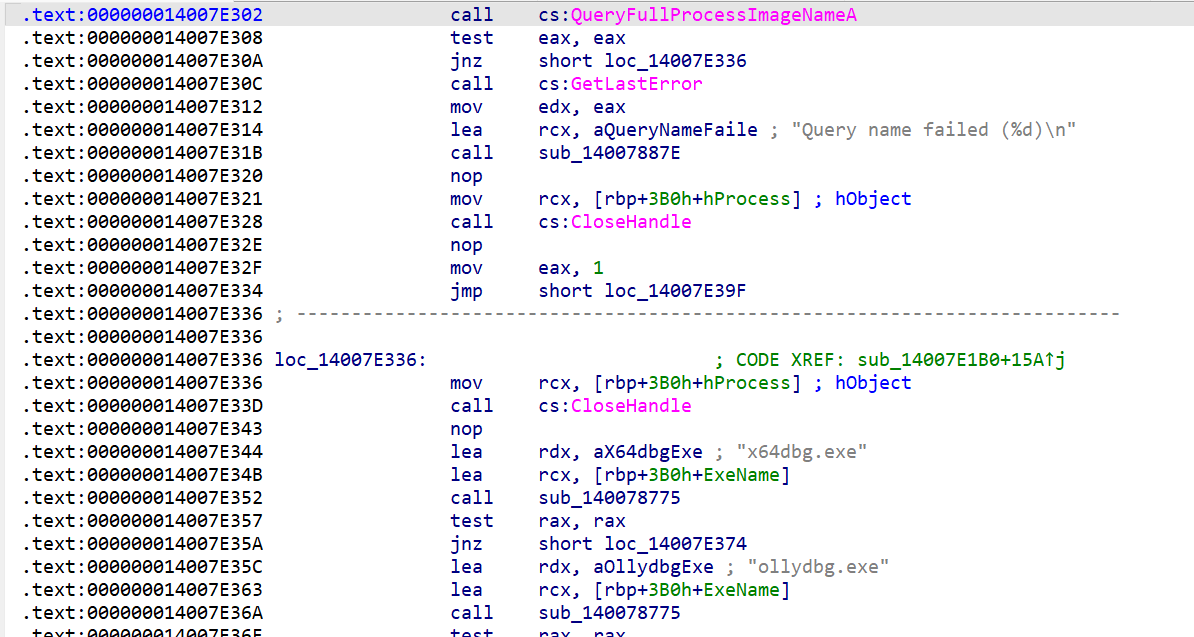 .text:000000014007E302 call cs:QueryFullProcessImageNameA
.text:000000014007E308 test eax, eax
.text:000000014007E30A jnz short loc_14007E336
.text:000000014007E30C call cs:GetLastError
.text:000000014007E312 mov edx, eax
.text:000000014007E314 lea rcx, aQueryNameFaile ; "Query name failed (%d)\n"
.text:000000014007E31B call sub_14007887E
.text:000000014007E320 nop
.text:000000014007E321 mov rcx, [rbp+3B0h+hProcess] ; hObject
.text:000000014007E328 call cs:CloseHandle
.text:000000014007E32E nop
.text:000000014007E32F mov eax, 1
.text:000000014007E334 jmp short loc_14007E39F
.text:000000014007E336 ; ---------------------------------------------------------------------------
.text:000000014007E336
.text:000000014007E336 loc_14007E336: ; CODE XREF: sub_14007E1B0+15A↑j
.text:000000014007E336 mov rcx, [rbp+3B0h+hProcess] ; hObject
.text:000000014007E33D call cs:CloseHandle
.text:000000014007E343 nop
.text:000000014007E344 lea rdx, aX64dbgExe ; "x64dbg.exe"
.text:000000014007E34B lea rcx, [rbp+3B0h+ExeName]
.text:000000014007E352 call sub_140078775
.text:000000014007E357 test rax, rax
.text:000000014007E35A jnz short loc_14007E374
.text:000000014007E35C lea rdx, aOllydbgExe ; "ollydbg.exe"
.text:000000014007E363 lea rcx, [rbp+3B0h+ExeName]
.text:000000014007E36A call sub_140078775
.text:000000014007E36F test rax, rax